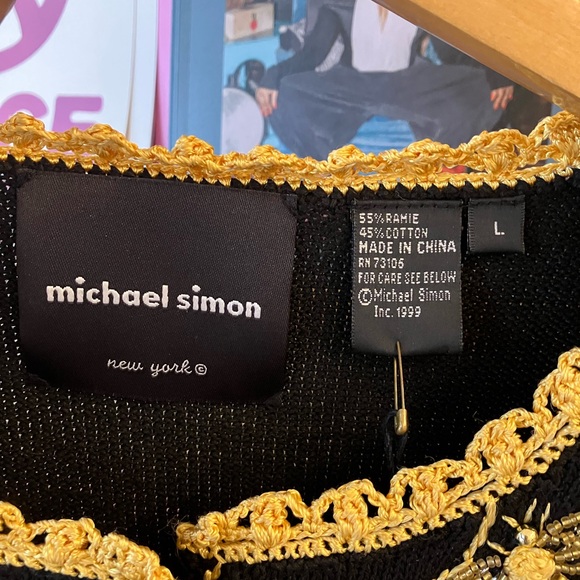 michael simon
new york ©
55% RAMIE
45% COTTON
MADE IN CHINA
RN 73106
FOR CARE SEE BELOW
© Michael Simon
Inc. 1999
L